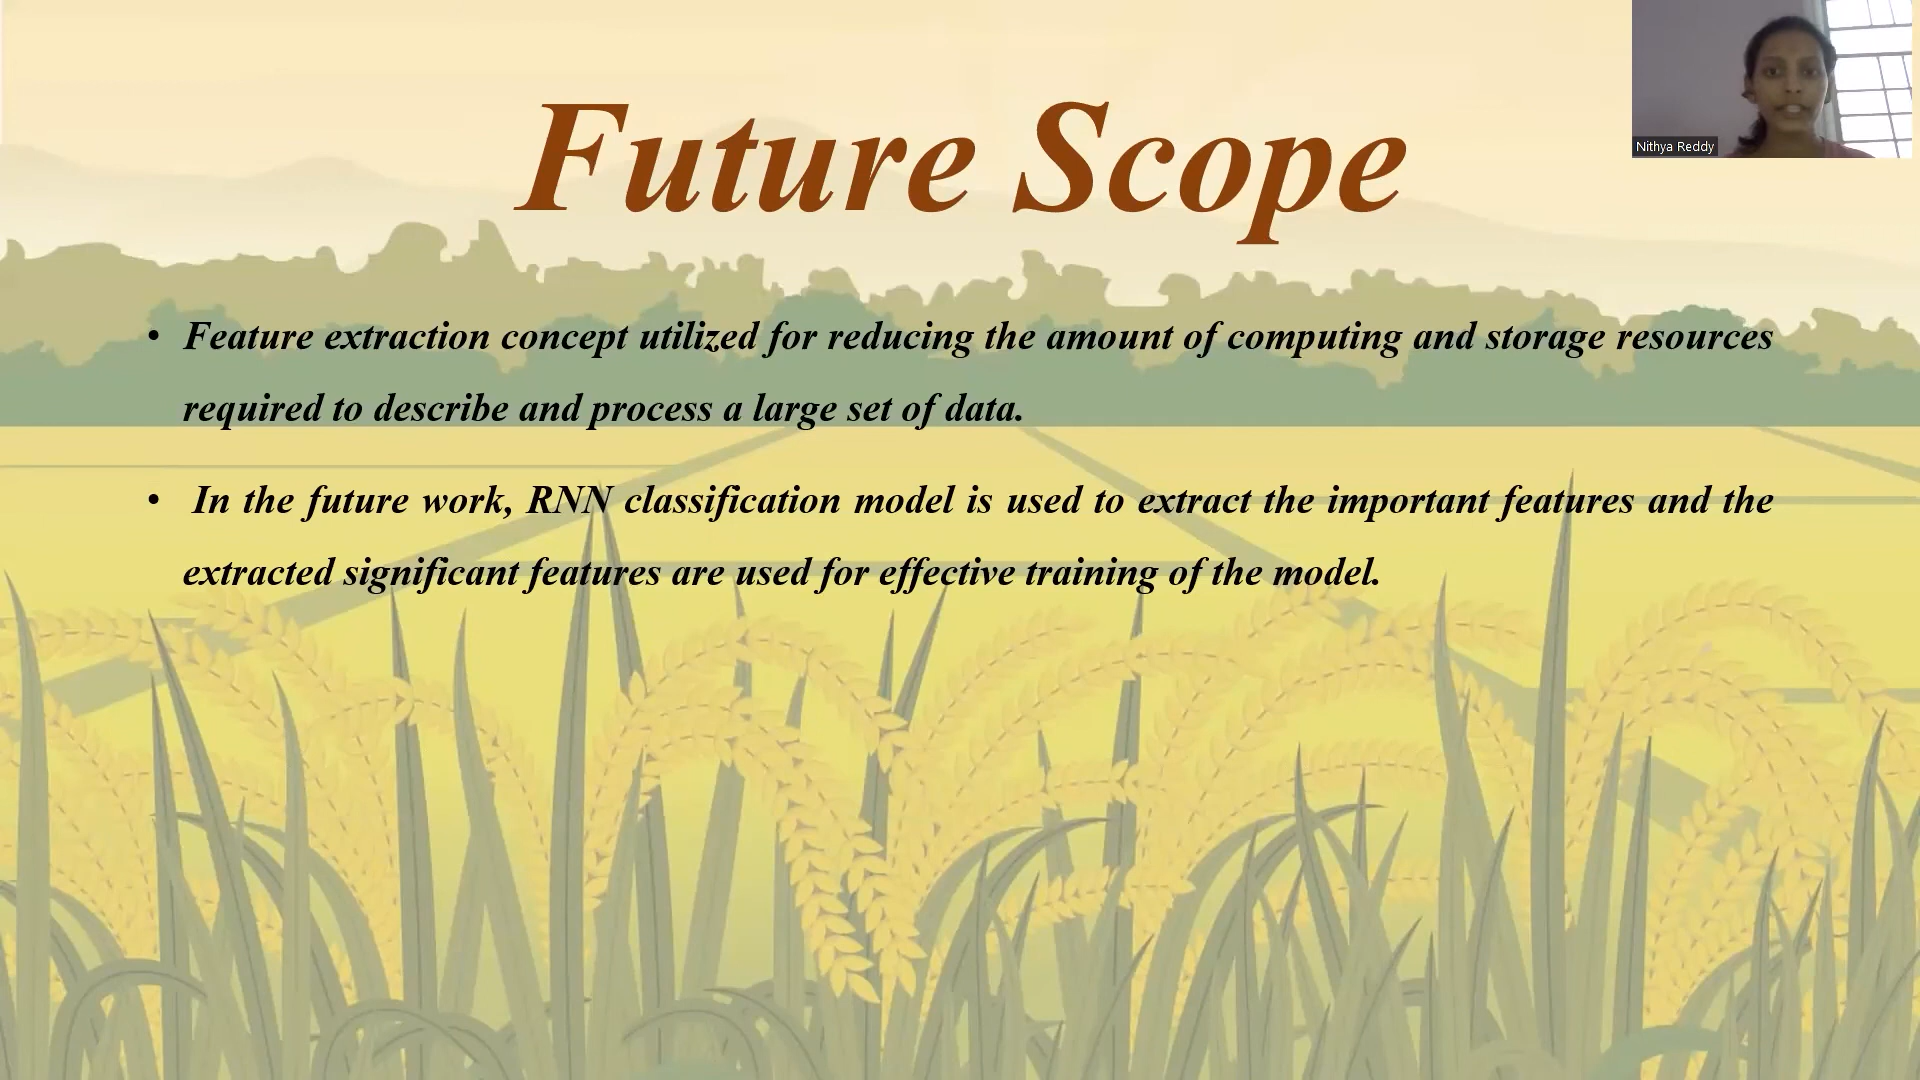 Future Scope
Nithya Reddy
• Feature extraction concept utilized for reducing the amount of computing and storage resources
required to describe and process a large set of data.
• In the future work, RNN classification model is used to extract the important features and the
extracted significant features are used for effective training of the model.